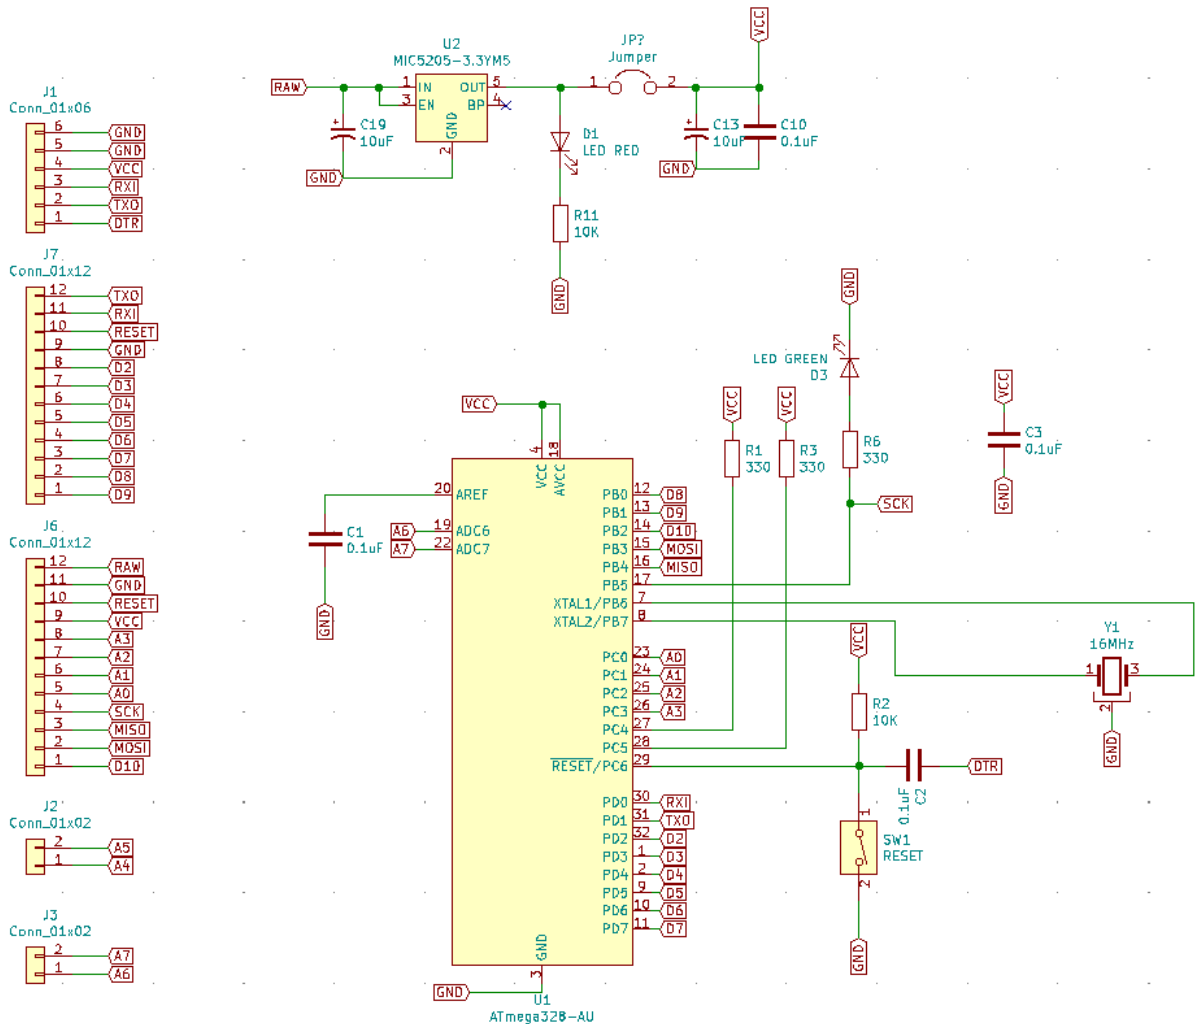 J1
Conn_01x06
6 GND
5 GND
4 VCC
3 RXI
2 TXO
1 DTR
J7
Conn_01x12
12 TXO
11 RXI
10 RESET
9 GND
8 D2
7 D3
6 D4
5 D5
4 D6
3 D7
2 D8
1 D9
J6
Conn_01x12
12 RAW
11 GND
10 RESET
9 VCC
8 A3
7 A2
6 A1
5 A0
4 SCK
3 MISO
2 MOSI
1 D10
J2
Conn_01x02
2 A5
1 A4
J3
Conn_01x02
2 A7
1 A6
U2
MIC5205-3.3YM5
RAW
1 IN
3 EN
OUT 5
BP 4
GND
2
C19
10uF
GND
D1
LED RED
R11
10K
GND
JP?
Jumper
1 2
VCC
C13
10uF
C10
0.1uF
GND
VCC
4 VCC
18 AVCC
20 AREF
19 ADC6
22 ADC7
A6
A7
C1
0.1uF
GND
PB0 12 D8
PB1 13 D9
PB2 14 D10
PB3 15 MOSI
PB4 16 MISO
PB5 17
XTAL1/PB6 7
XTAL2/PB7 8
PC0 23 A0
PC1 24 A1
PC2 25 A2
PC3 26 A3
PC4 27
PC5 28
RESET/PC6 29
PD0 30 RXI
PD1 31 TXO
PD2 32 D2
PD3 1 D3
PD4 2 D4
PD5 9 D5
PD6 10 D6
PD7 11 D7
GND
3
GND
U1
ATmega328-AU
VCC
R1
330
VCC
R3
330
GND
LED GREEN
D3
R6
330
SCK
VCC
C3
0.1uF
GND
Y1
16MHz
1 3
2
GND
VCC
R2
10K
0.1uF
C2
DTR
1
SW1
RESET
2
GND